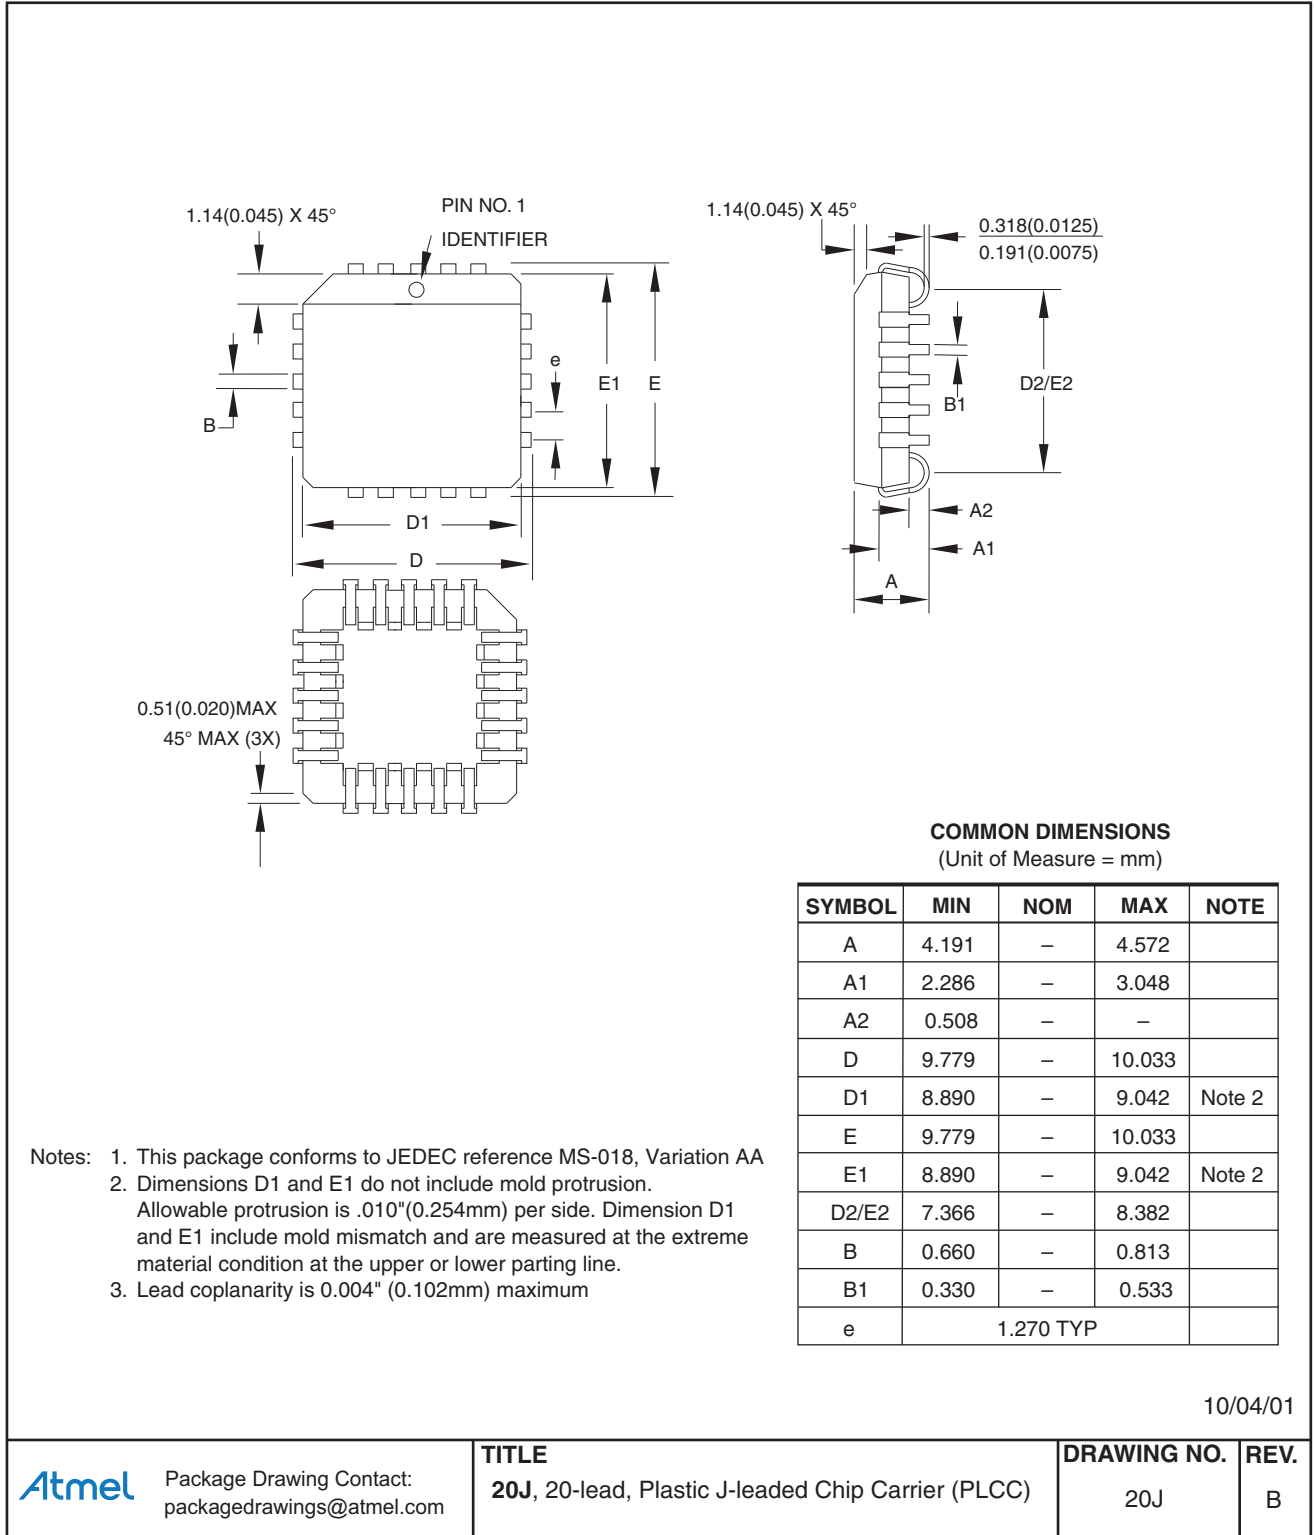 1.14(0.045) X 45°
PIN NO. 1
IDENTIFIER
1.14(0.045) X 45°
0.318(0.0125)
0.191(0.0075)
e
E1
E
B
D1
D
B1
D2/E2
A2
A1
A
0.51(0.020)MAX
45° MAX (3X)
COMMON DIMENSIONS
(Unit of Measure = mm)
SYMBOL MIN NOM MAX NOTE
A 4.191 – 4.572
A1 2.286 – 3.048
A2 0.508 – –
D 9.779 – 10.033
D1 8.890 – 9.042 Note 2
E 9.779 – 10.033
E1 8.890 – 9.042 Note 2
D2/E2 7.366 – 8.382
B 0.660 – 0.813
B1 0.330 – 0.533
e 1.270 TYP
Notes: 1. This package conforms to JEDEC reference MS-018, Variation AA
2. Dimensions D1 and E1 do not include mold protrusion.
Allowable protrusion is .010"(0.254mm) per side. Dimension D1
and E1 include mold mismatch and are measured at the extreme
material condition at the upper or lower parting line.
3. Lead coplanarity is 0.004" (0.102mm) maximum
10/04/01
Atmel
Package Drawing Contact:
packagedrawings@atmel.com
TITLE
20J, 20-lead, Plastic J-leaded Chip Carrier (PLCC)
DRAWING NO.
20J
REV.
B